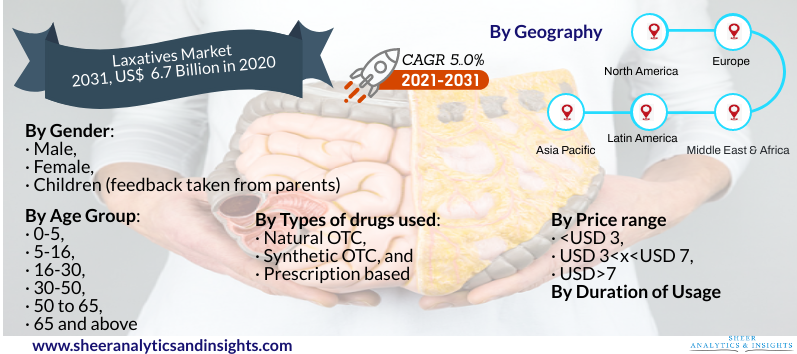 Laxatives Market
2031, US$ 6.7 Billion in 2020
CAGR 5.0%
2021-2031
By Geography
North America
Europe
Asia Pacific
Latin America
Middle East & Africa
By Gender:
· Male,
· Female,
· Children (feedback taken from parents)
By Age Group:
· 0-5,
· 5-16,
· 16-30,
· 30-50,
· 50 to 65,
· 65 and above
By Types of drugs used:
· Natural OTC,
· Synthetic OTC, and
· Prescription based
By Price range
· <USD 3,
· USD 3<x<USD 7,
· USD>7
By Duration of Usage
www.sheeranalyticsandinsights.com
SHEER
ANALYTICS & INSIGHTS